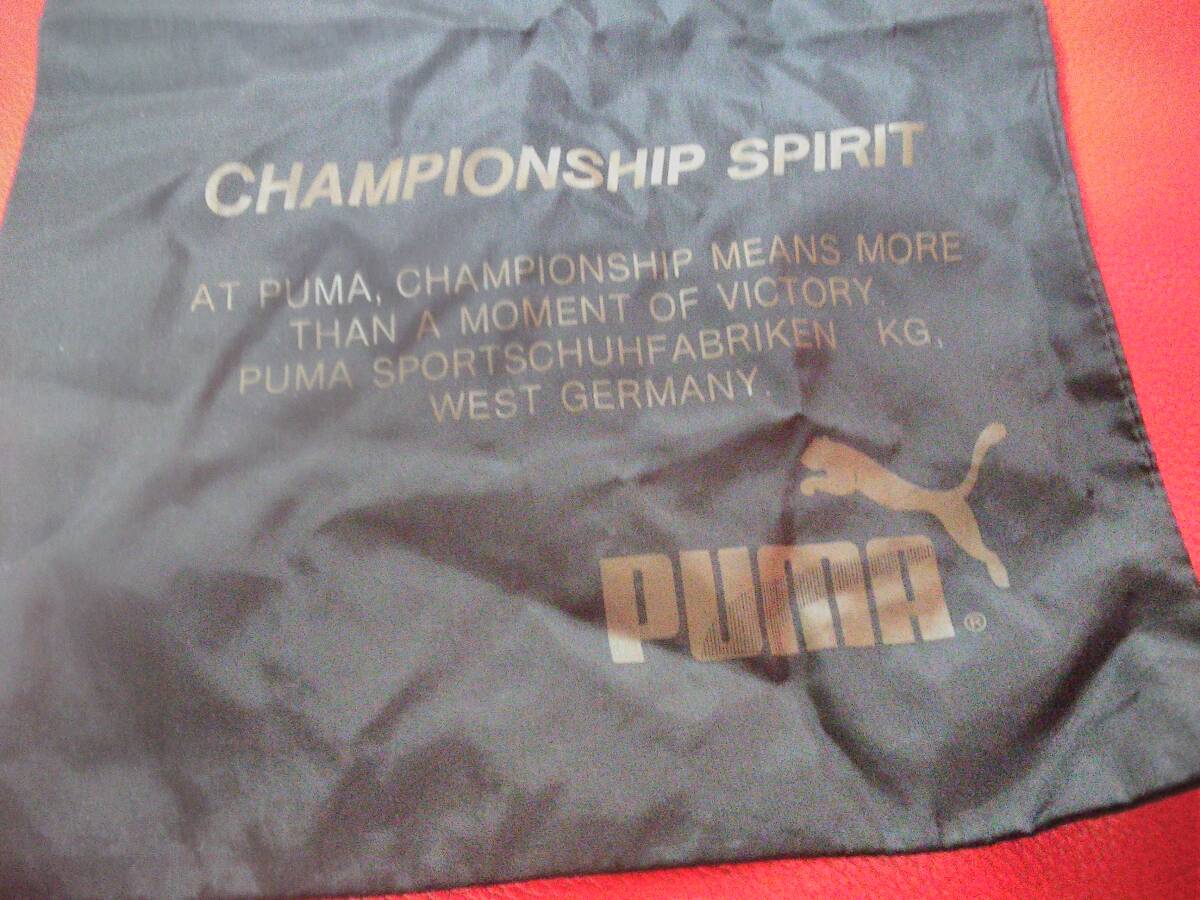 CHAMPIONSHIP SPIRIT
AT PUMA, CHAMPIONSHIP MEANS MORE
THAN A MOMENT OF VICTORY.
PUMA SPORTSCHUHFABRIKEN KG,
WEST GERMANY.
PUMA®